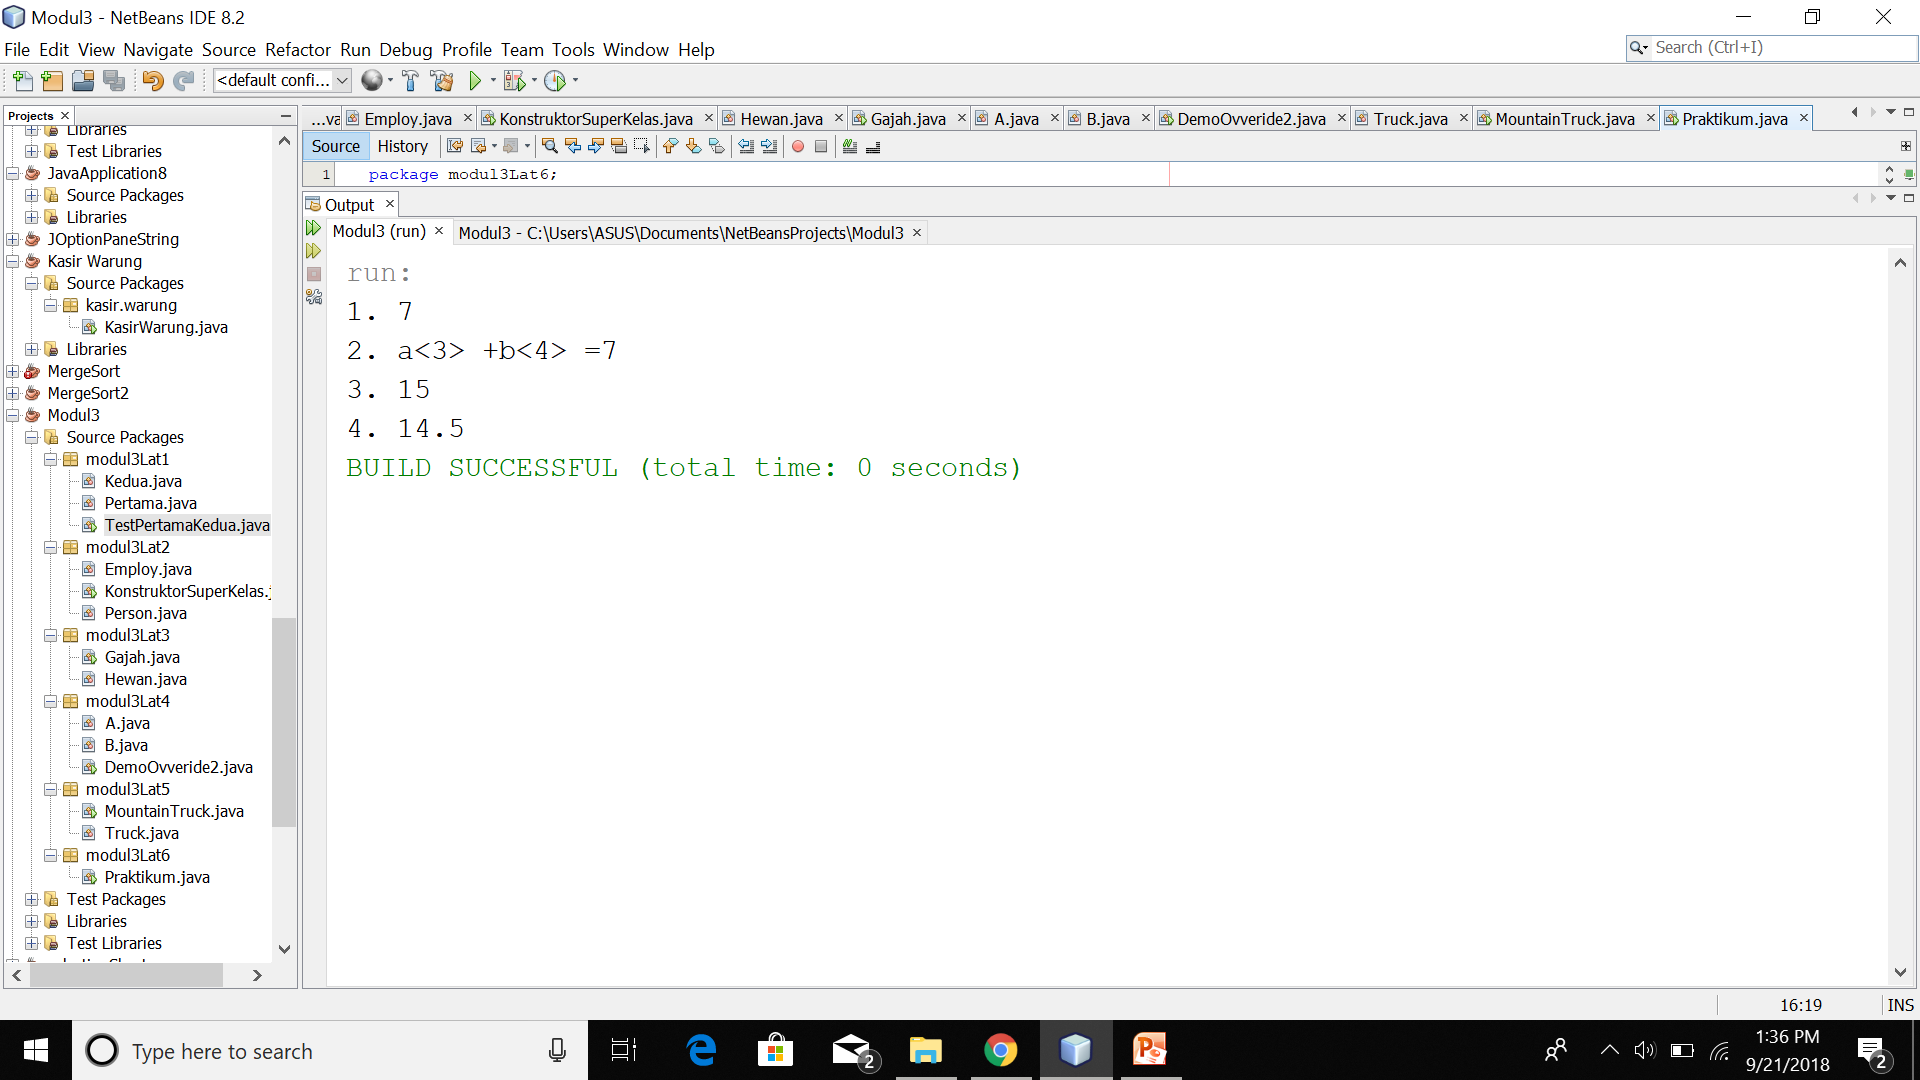 Modul3 - NetBeans IDE 8.2
File Edit View Navigate Source Refactor Run Debug Profile Team Tools Window Help
Search (Ctrl+I)
<default confi...
Projects
Libraries
Test Libraries
JavaApplication8
Source Packages
Libraries
JOptionPaneString
Kasir Warung
Source Packages
kasir.warung
KasirWarung.java
Libraries
MergeSort
MergeSort2
Modul3
Source Packages
modul3Lat1
Kedua.java
Pertama.java
TestPertamaKedua.java
modul3Lat2
Employ.java
KonstruktorSuperKelas.j
Person.java
modul3Lat3
Gajah.java
Hewan.java
modul3Lat4
A.java
B.java
DemoOvveride2.java
modul3Lat5
MountainTruck.java
Truck.java
modul3Lat6
Praktikum.java
Test Packages
Libraries
Test Libraries
...va Employ.java KonstruktorSuperKelas.java Hewan.java Gajah.java A.java B.java DemoOvveride2.java Truck.java MountainTruck.java Praktikum.java
Source History
1 package modul3Lat6;
Output
Modul3 (run) Modul3 - C:\Users\ASUS\Documents\NetBeansProjects\Modul3
run:
1. 7
2. a<3> +b<4> =7
3. 15
4. 14.5
BUILD SUCCESSFUL (total time: 0 seconds)
16:19 INS
Type here to search
2
1:36 PM
9/21/2018
2